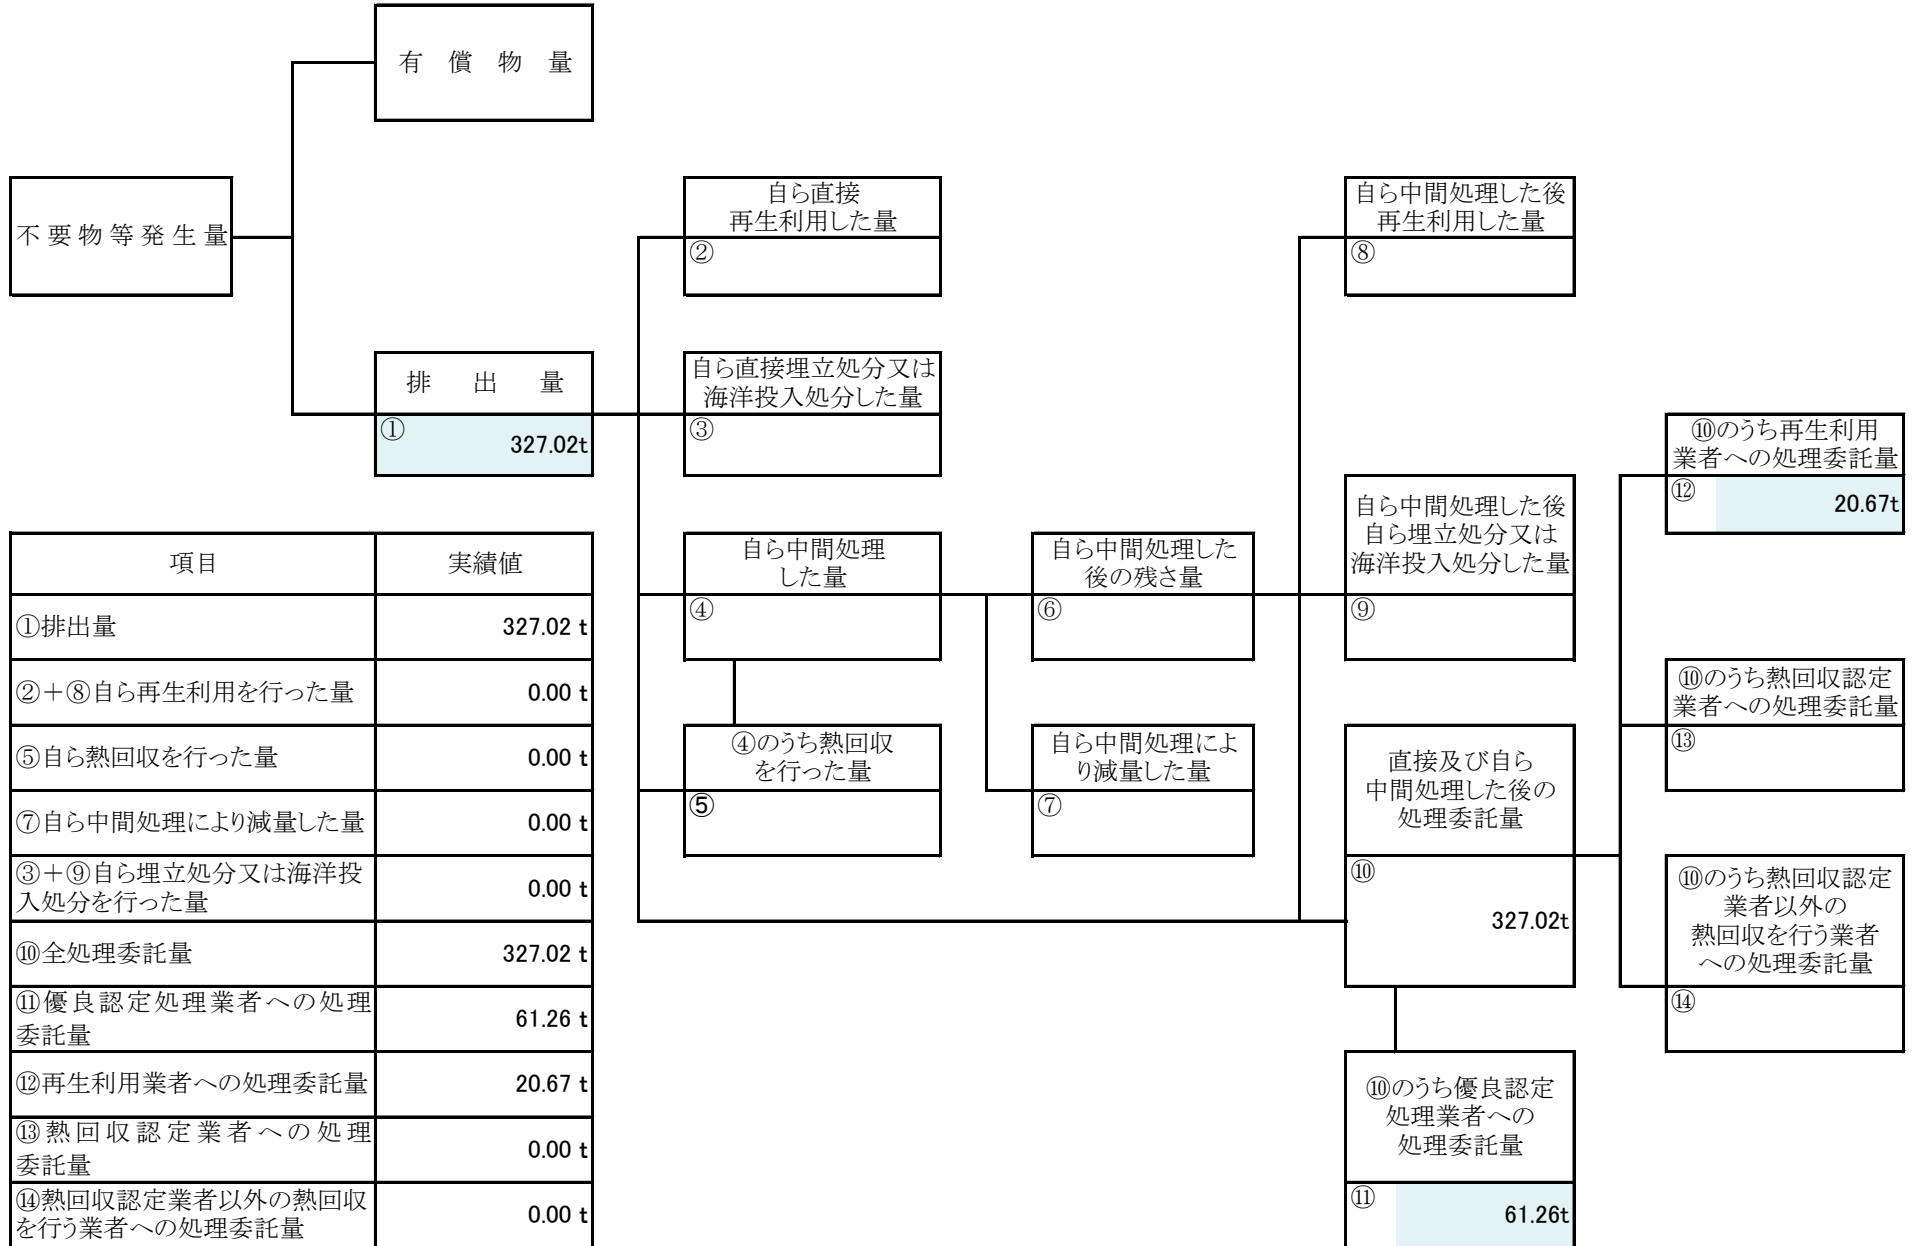 有償物量
不要物等発生量
排出量
①
327.02t
自ら直接
再生利用した量
②
自ら直接埋立処分又は
海洋投入処分した量
③
自ら中間処理
した量
④
④のうち熱回収
を行った量
⑤
自ら中間処理した
後の残さ量
⑥
自ら中間処理によ
り減量した量
⑦
自ら中間処理した後
再生利用した量
⑧
自ら中間処理した後
自ら埋立処分又は
海洋投入処分した量
⑨
直接及び自ら
中間処理した後の
処理委託量
⑩
327.02t
⑩のうち優良認定
処理業者への
処理委託量
⑪
61.26t
⑩のうち再生利用
業者への処理委託量
⑫
20.67t
⑩のうち熱回収認定
業者への処理委託量
⑬
⑩のうち熱回収認定
業者以外の
熱回収を行う業者
への処理委託量
⑭
項目 実績値
①排出量 327.02 t
②＋⑧自ら再生利用を行った量 0.00 t
⑤自ら熱回収を行った量 0.00 t
⑦自ら中間処理により減量した量 0.00 t
③＋⑨自ら埋立処分又は海洋投
入処分を行った量 0.00 t
⑩全処理委託量 327.02 t
⑪優良認定処理業者への処理
委託量 61.26 t
⑫再生利用業者への処理委託量 20.67 t
⑬熱回収認定業者への処理
委託量 0.00 t
⑭熱回収認定業者以外の熱回収
を行う業者への処理委託量 0.00 t